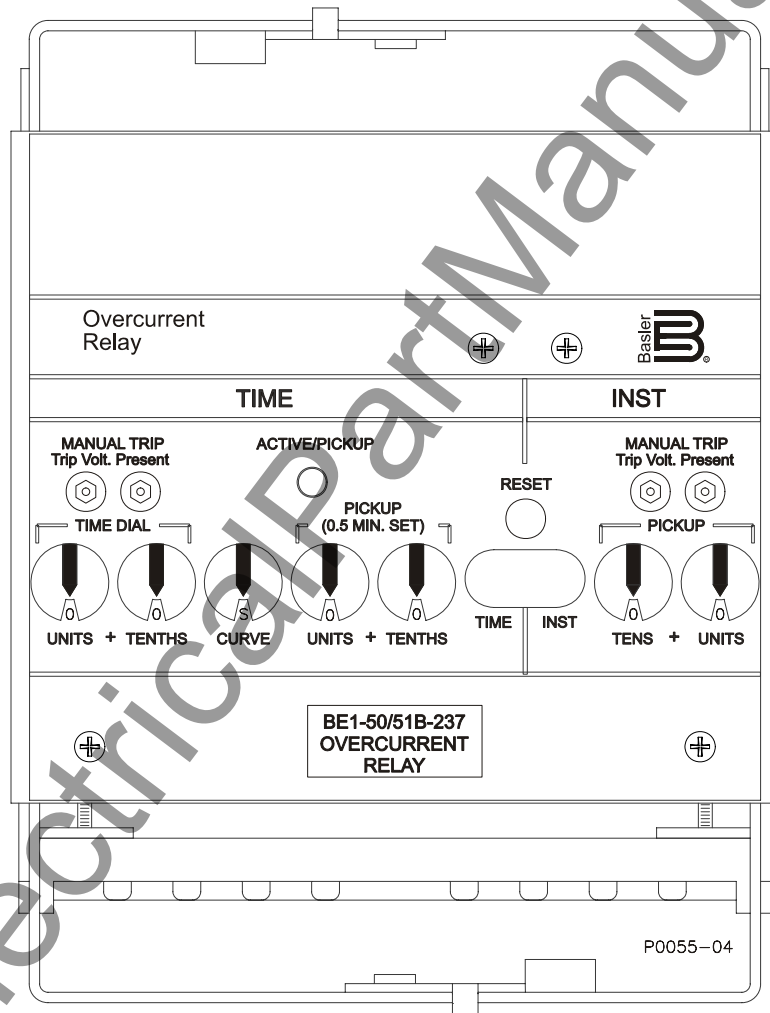 Overcurrent
Relay
Basler
TIME
INST
MANUAL TRIP
Trip Volt. Present
ACTIVE/PICKUP
RESET
MANUAL TRIP
Trip Volt. Present
TIME DIAL
PICKUP
(0.5 MIN. SET)
PICKUP
0 0 S 0 0 0 0
UNITS + TENTHS CURVE UNITS + TENTHS
TIME INST
TENS + UNITS
BE1-50/51B-237
OVERCURRENT
RELAY
P0055-04
ElectricalPartManu